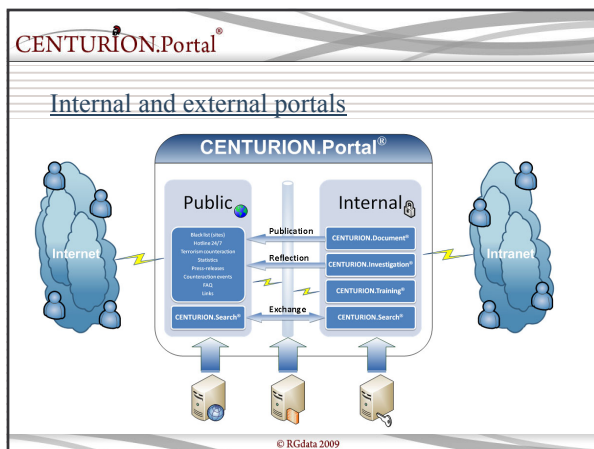 CENTURION.Portal®
Internal and external portals
CENTURION.Portal®
Public
Internal
Internet
Intranet
Black list (sites)
Hotline 24/7
Terrorism counteraction
Statistics
Press-releases
Counteraction events
FAQ
Links
CENTURION.Search®
Publication
Reflection
Exchange
CENTURION.Document®
CENTURION.Investigation®
CENTURION.Training®
CENTURION.Search®
© RGdata 2009